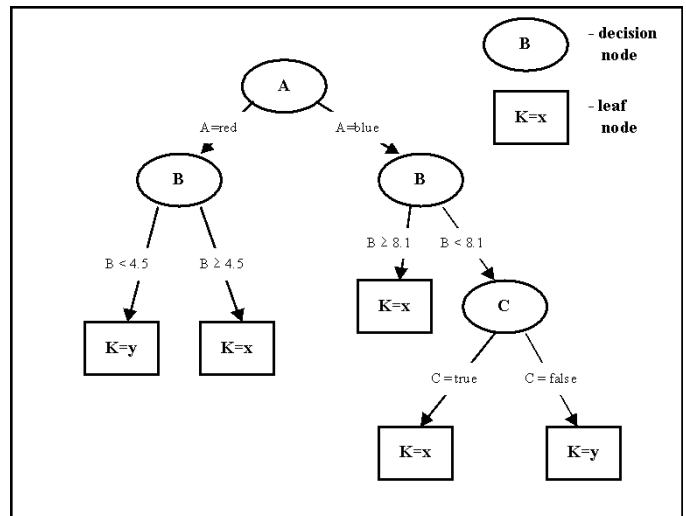 B
- decision
node
A
K=x
- leaf
node
A=red
A=blue
B
B
B < 4.5
B ≥ 4.5
B ≥ 8.1
B < 8.1
K=x
C
K=y
K=x
C = true
C = false
K=x
K=y